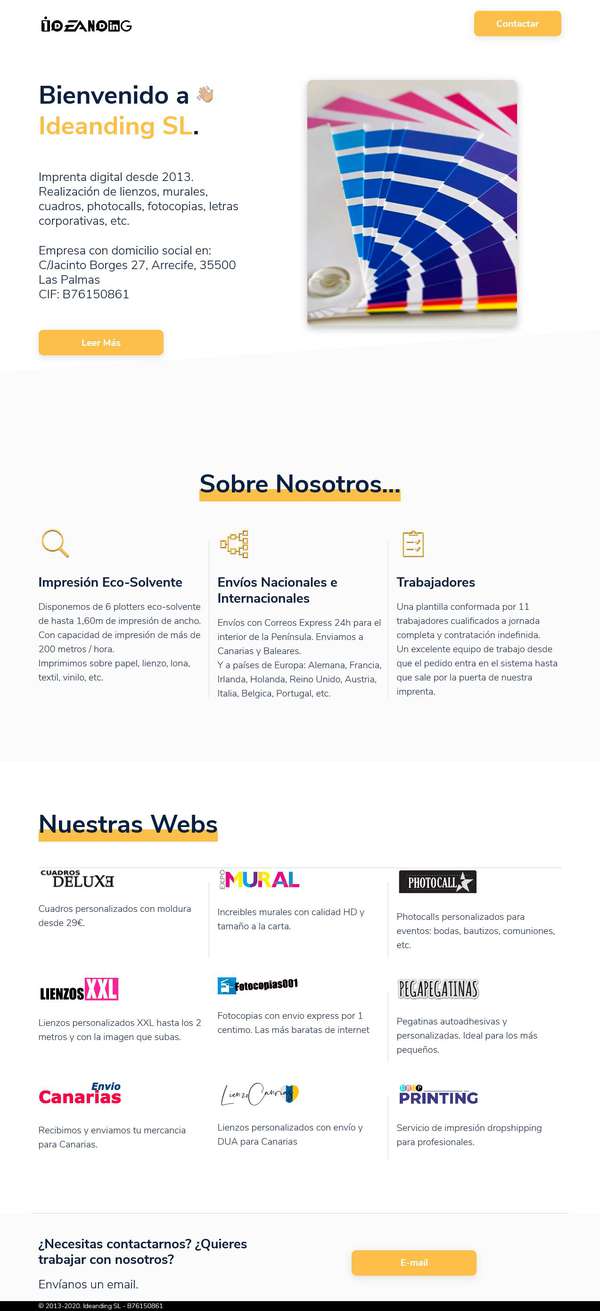 IDEANDinG
Contactar
Bienvenido a
Ideanding SL.
Imprenta digital desde 2013.
Realización de lienzos, murales,
cuadros, photocalls, fotocopias, letras
corporativas, etc.
Empresa con domicilio social en:
C/Jacinto Borges 27, Arrecife, 35500
Las Palmas
CIF: B76150861
Leer Más
Sobre Nosotros...
Impresión Eco-Solvente
Disponemos de 6 plotters eco-solvente
de hasta 1,60m de impresión de ancho.
Con capacidad de impresión de más de
200 metros / hora.
Imprimimos sobre papel, lienzo, lona,
textil, vinilo, etc.
Envíos Nacionales e
Internacionales
Envíos con Correos Express 24h para el
interior de la Península. Enviamos a
Canarias y Baleares.
Y a países de Europa: Alemana, Francia,
Irlanda, Holanda, Reino Unido, Austria,
Italia, Belgica, Portugal, etc.
Trabajadores
Una plantilla conformada por 11
trabajadores cualificados a jornada
completa y contratación indefinida.
Un excelente equipo de trabajo desde
que el pedido entra en el sistema hasta
que sale por la puerta de nuestra
imprenta.
Nuestras Webs
CUADROS
DELUXE
Cuadros personalizados con moldura
desde 29€.
EXPO MURAL
Increibles murales con calidad HD y
tamaño a la carta.
PHOTOCALL
Photocalls personalizados para
eventos: bodas, bautizos, comuniones,
etc.
LIENZOS XXL
Lienzos personalizados XXL hasta los 2
metros y con la imagen que subas.
Fotocopias001
Fotocopias con envio express por 1
centimo. Las más baratas de internet
PEGAPEGATINAS
Pegatinas autoadhesivas y
personalizadas. Ideal para los más
pequeños.
Envio
Canarias
Recibimos y enviamos tu mercancia
para Canarias.
LienzoCanarias
Lienzos personalizados con envío y
DUA para Canarias
DROP
PRINTING
Servicio de impresión dropshipping
para profesionales.
¿Necesitas contactarnos? ¿Quieres
trabajar con nosotros?
Envíanos un email.
E-mail
© 2013-2020. Ideanding SL - B76150861